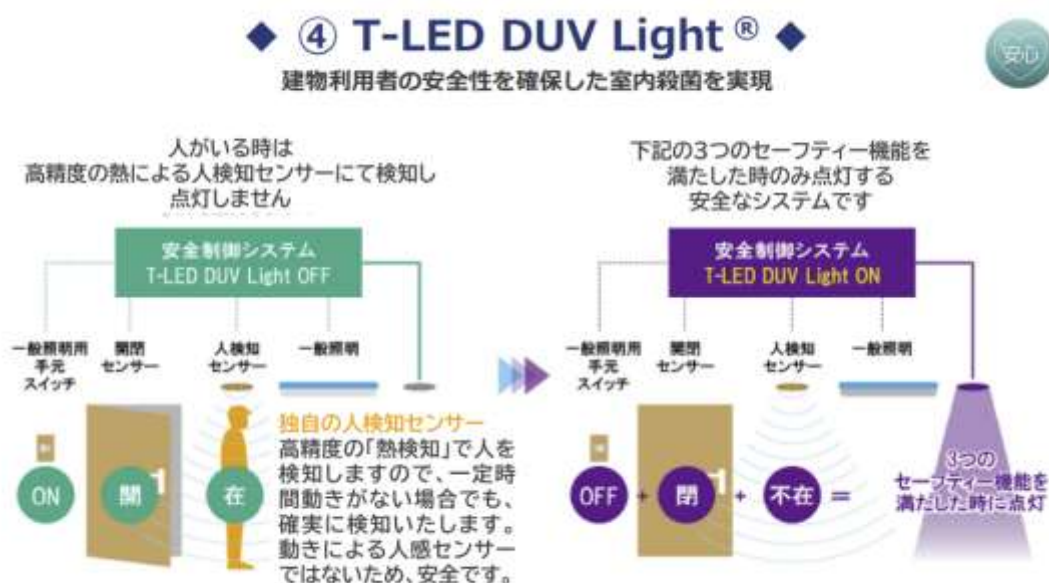 ◆ ④ T-LED DUV Light® ◆
建物利用者の安全性を確保した室内殺菌を実現
安心
人がいる時は
高精度の熱による人検知センサーにて検知し
点灯しません
安全制御システム
T-LED DUV Light OFF
一般照明用
手元
スイッチ
開閉
センサー
人検知
センサー
一般照明
ON
開
1
在
独自の人検知センサー
高精度の「熱検知」で人を
検知しますので、一定時
間動きがない場合でも、
確実に検知いたします。
動きによる人感センサー
ではないため、安全です。
下記の3つのセーフティー機能を
満たした時のみ点灯する
安全なシステムです
安全制御システム
T-LED DUV Light ON
一般照明用
手元
スイッチ
開閉
センサー
人検知
センサー
一般照明
OFF
+
閉
1
+
不在
=
3つの
セーフティー機能を
満たした時に点灯